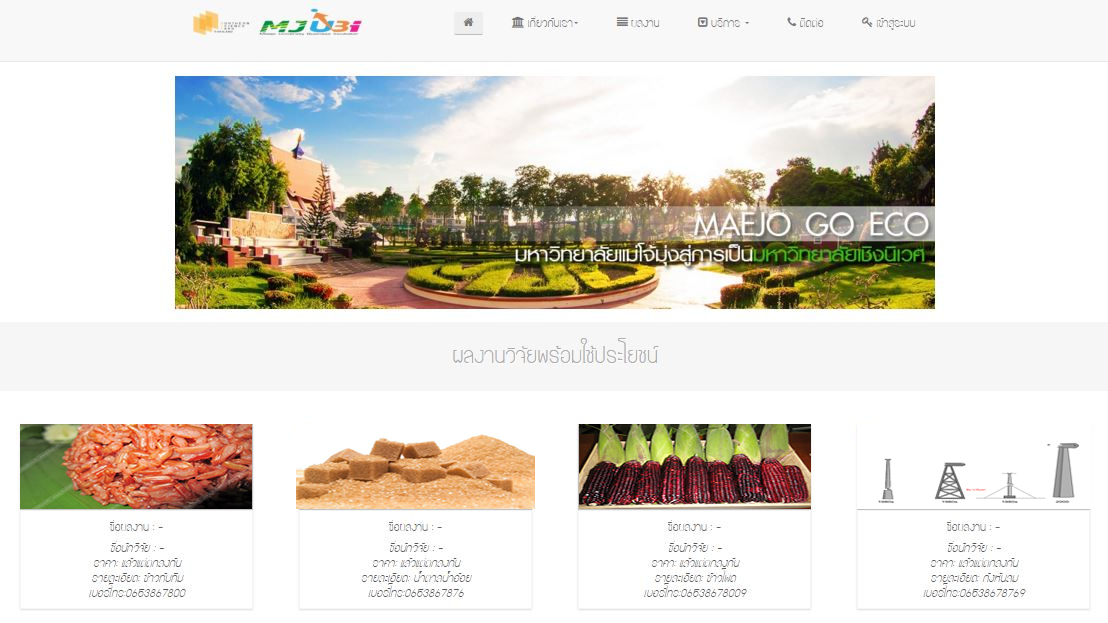 MJUBI
เกี่ยวกับเรา
ผลงาน
บริการ
ติดต่อ
เข้าสู่ระบบ
MAEJO GO ECO
มหาวิทยาลัยแม่โจ้มุ่งสู่การเป็นมหาวิทยาลัยเชิงนิเวศ
ผลงานวิจัยพร้อมใช้ประโยชน์
ชื่อผลงาน : -
ชื่อนักวิจัย : -
ราคา: แล้วแต่ตกลงกัน
รายละเอียด: ข้าวทับทิม
เบอร์โทร:0653867800
ชื่อผลงาน : -
ชื่อนักวิจัย : -
ราคา: แล้วแต่ตกลงกัน
รายละเอียด: น้ำตาลน้ำอ้อย
เบอร์โทร:0653867876
ชื่อผลงาน : -
ชื่อนักวิจัย : -
ราคา: แล้วแต่ตกลงกัน
รายละเอียด: ข้าวโพด
เบอร์โทร:06538678009
ชื่อผลงาน : -
ชื่อนักวิจัย : -
ราคา: แล้วแต่ตกลงกัน
รายละเอียด: กังหันลม
เบอร์โทร:06538678769